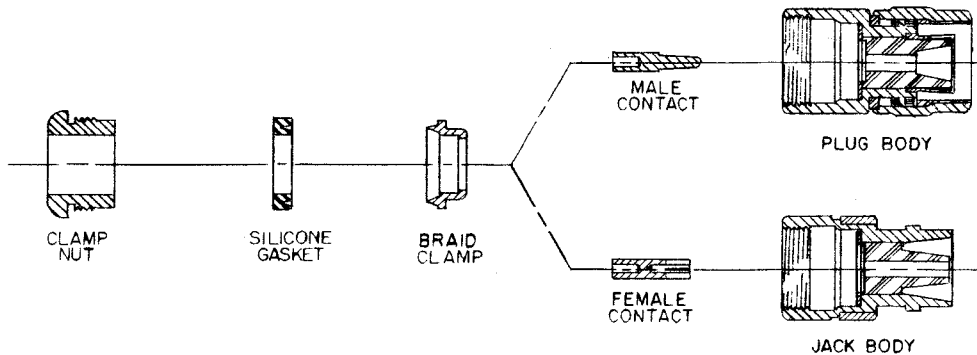 MALE
CONTACT
PLUG BODY
CLAMP
NUT
SILICONE
GASKET
BRAID
CLAMP
FEMALE
CONTACT
JACK BODY